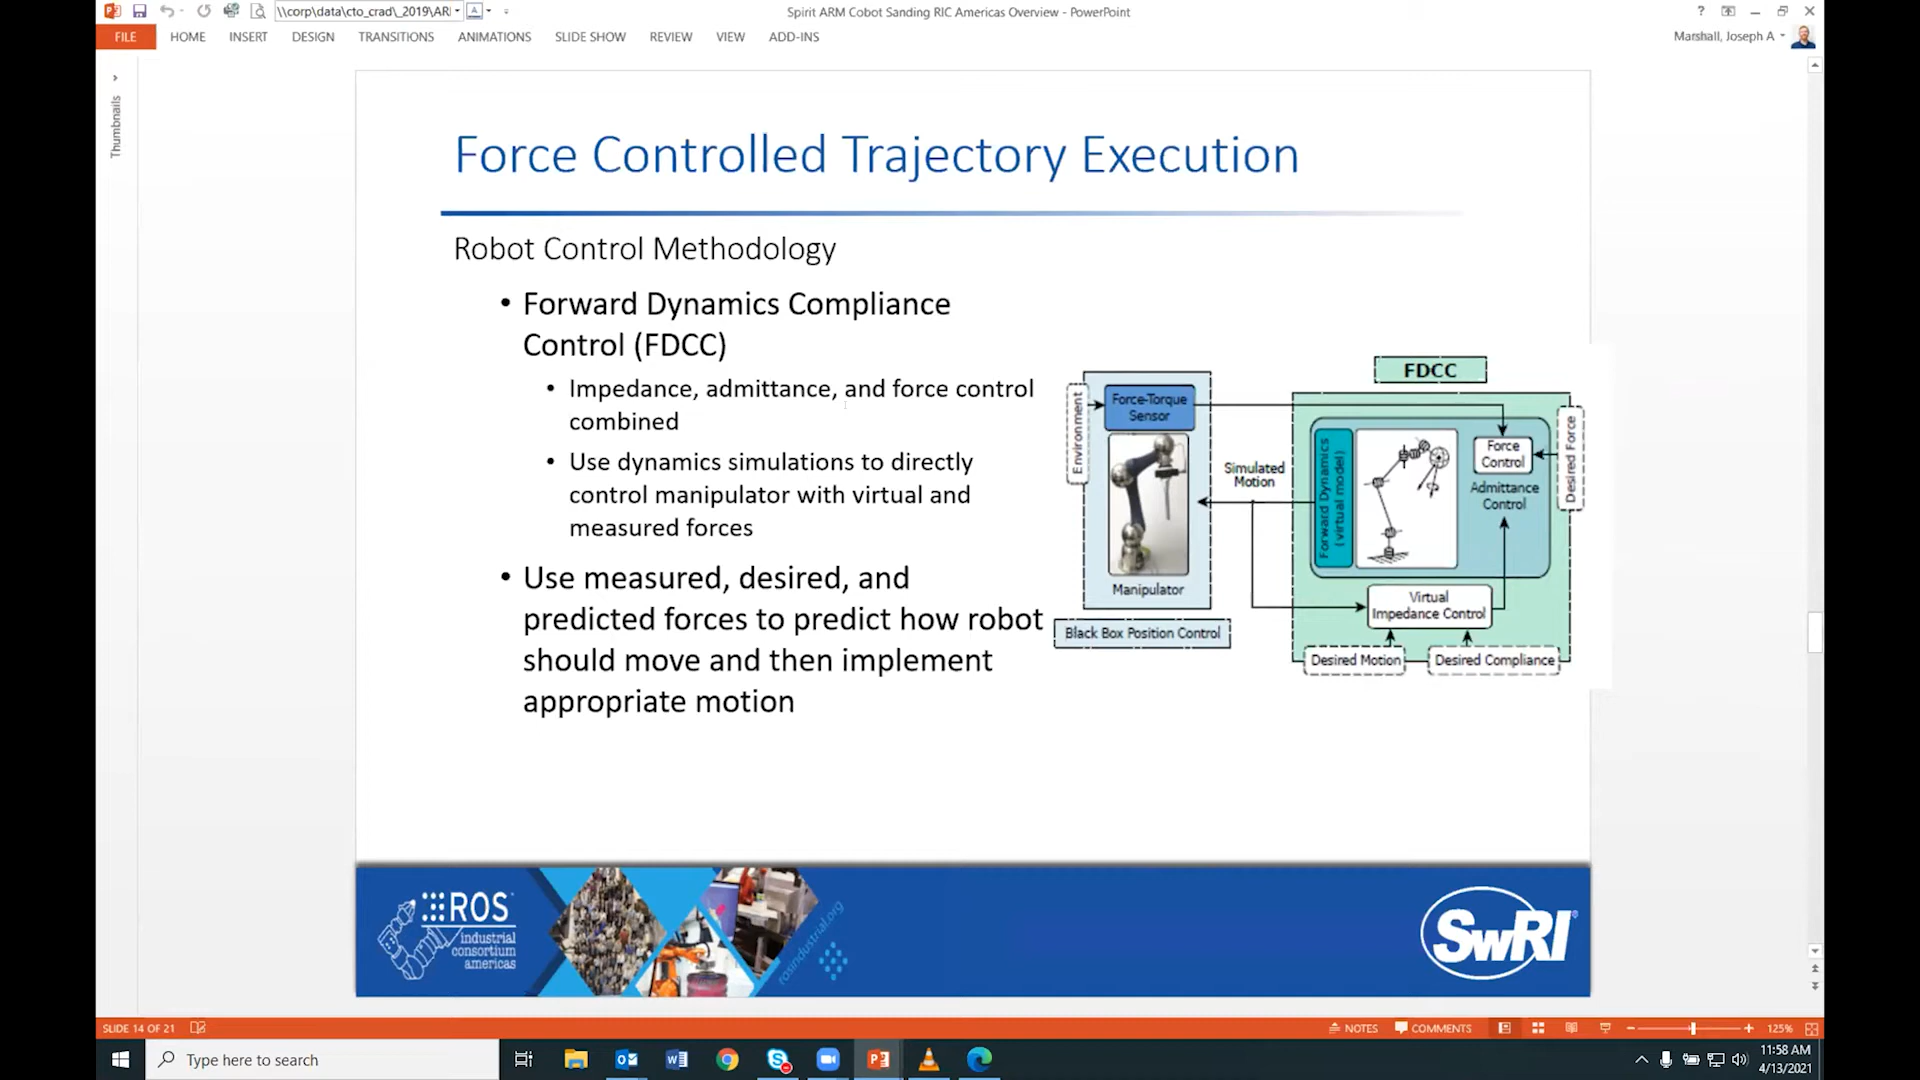 \\corp\data\cto_crad\_2019\AR
Spirit ARM Cobot Sanding RIC Americas Overview - PowerPoint
FILE HOME INSERT DESIGN TRANSITIONS ANIMATIONS SLIDE SHOW REVIEW VIEW ADD-INS
Marshall, Joseph A
Thumbnails
Force Controlled Trajectory Execution
Robot Control Methodology
• Forward Dynamics Compliance
Control (FDCC)
• Impedance, admittance, and force control
combined
• Use dynamics simulations to directly
control manipulator with virtual and
measured forces
• Use measured, desired, and
predicted forces to predict how robot
should move and then implement
appropriate motion
Environment
Force-Torque
Sensor
Manipulator
Black Box Position Control
Simulated
Motion
FDCC
Forward Dynamics
(virtual model)
Force
Control
Admittance
Control
Desired Force
Virtual
Impedance Control
Desired Motion
Desired Compliance
ROS
industrial
consortium
americas
rosindustrial.org
SwRI®
SLIDE 14 OF 21
NOTES COMMENTS 125%
Type here to search
11:58 AM
4/13/2021